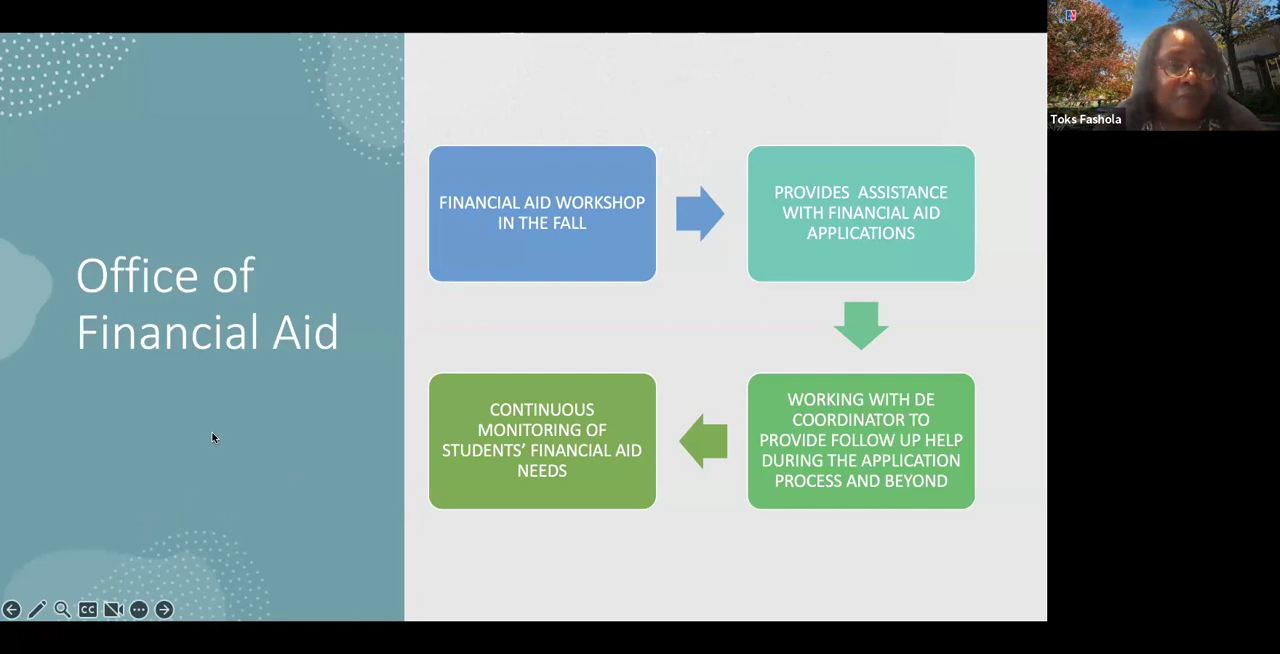 Office of
Financial Aid
FINANCIAL AID WORKSHOP
IN THE FALL
PROVIDES  ASSISTANCE
WITH FINANCIAL AID
APPLICATIONS
WORKING WITH DE
COORDINATOR TO
PROVIDE FOLLOW UP HELP
DURING THE APPLICATION
PROCESS AND BEYOND
CONTINUOUS
MONITORING OF
STUDENTS’ FINANCIAL AID
NEEDS
Toks Fashola
CC